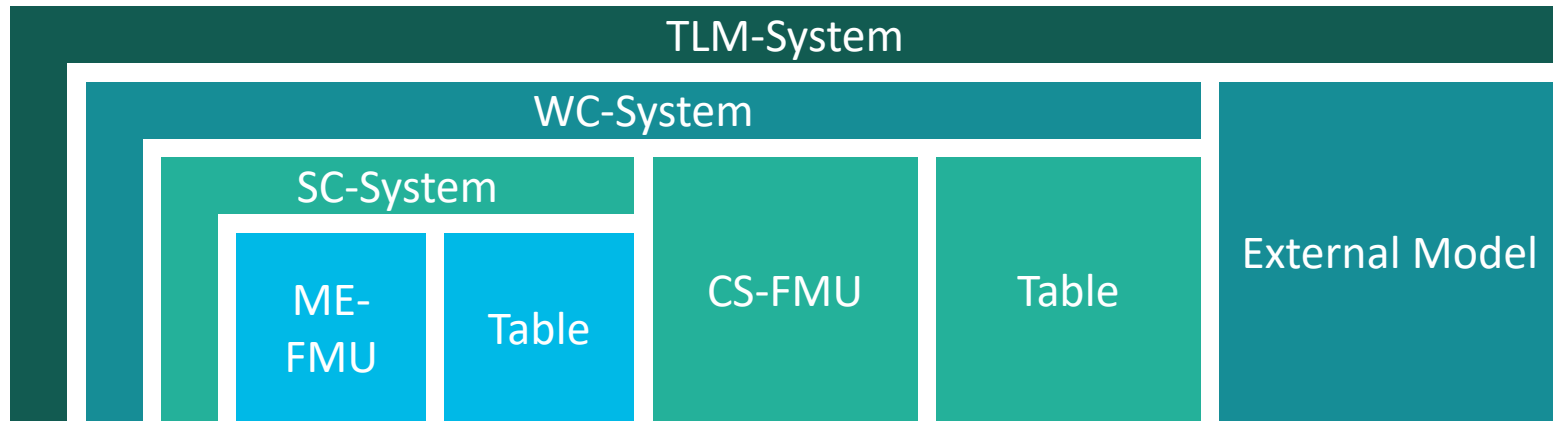 TLM-System
WC-System
SC-System
ME-
FMU
Table
CS-FMU
Table
External Model